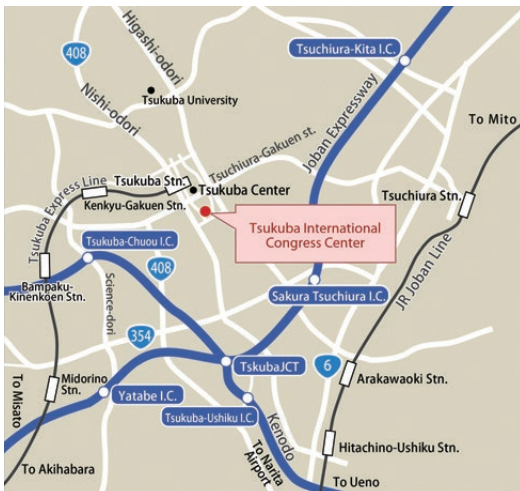 408
Higashi-odori
Nishi-odori
Tsukuba University
Tsuchiura-Kita I.C.
Joban Expressway
To Mito
Tsuchiura-Gakuen st.
Tsukuba Express Line
Tsukuba Stn.
Tsukuba Center
Kenkyu-Gakuen Stn.
Tsuchiura Stn.
Tsukuba International
Congress Center
Tsukuba-Chuou I.C.
JR Joban Line
408
Bampaku-
Kinenkoen Stn.
Science-dori
Sakura Tsuchiura I.C.
354
TskubaJCT
6
Arakawaoki Stn.
To Misato
Midorino
Stn.
Yatabe I.C.
Tsukuba-Ushiku I.C.
Kenodo
To Narita
Airport
Hitachino-Ushiku Stn.
To Akihabara
To Ueno